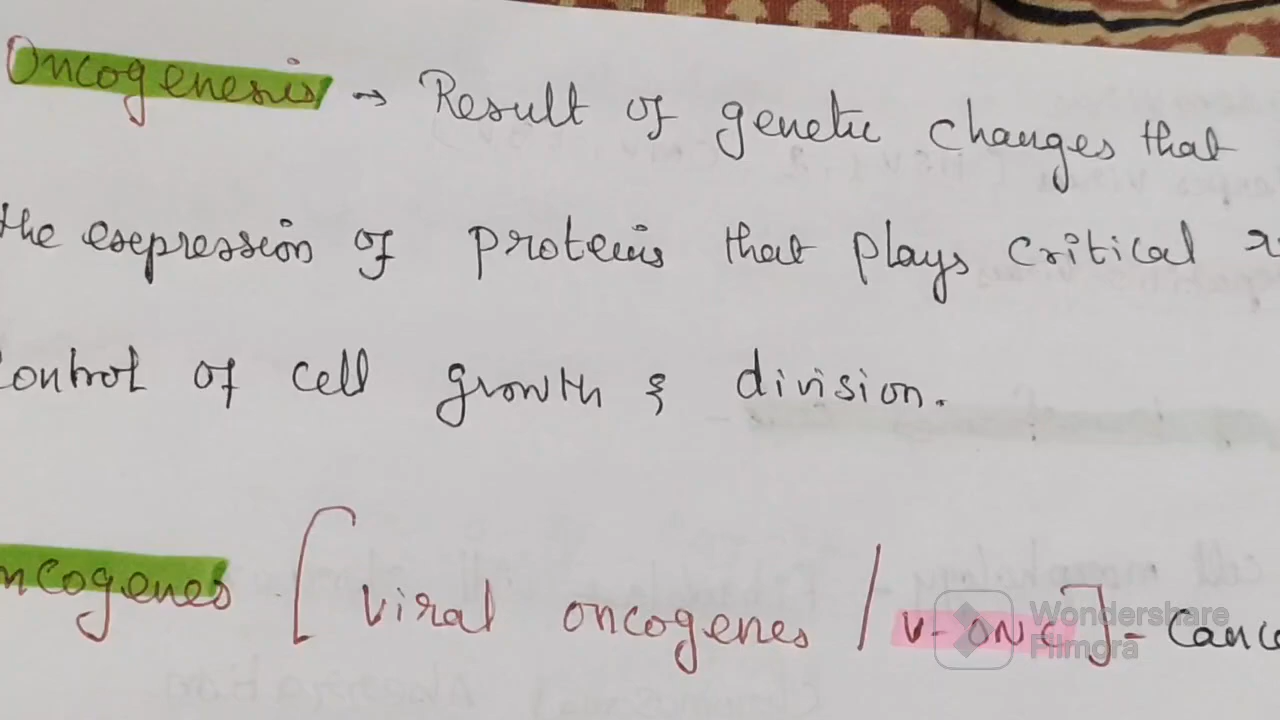 Oncogenesis → Result of genetic changes that
the expression of proteins that plays critical
control of cell growth & division.
ncogenes [viral oncogenes / v-onc] - cance
Wondershare
Filmora